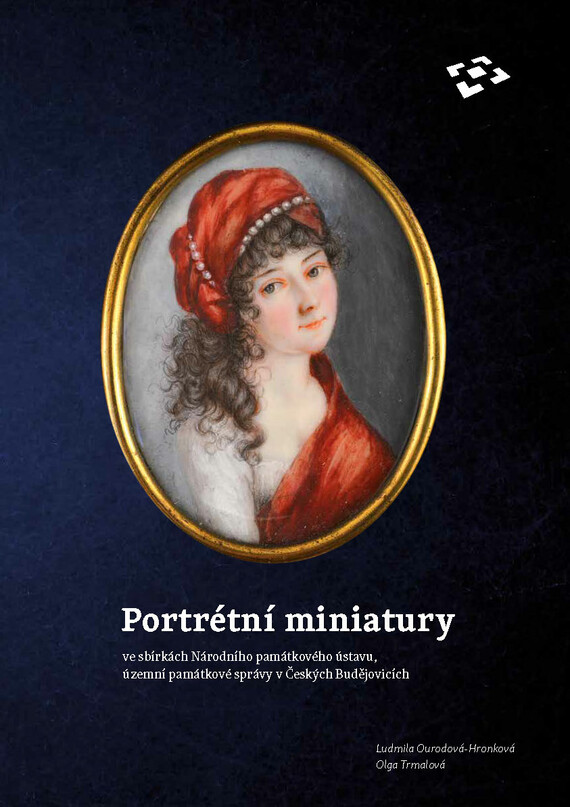 Portrétní miniatury
ve sbírkách Národního památkového ústavu,
územní památkové správy v Českých Budějovicích
Ludmila Ourodová-Hronková
Olga Trmalová